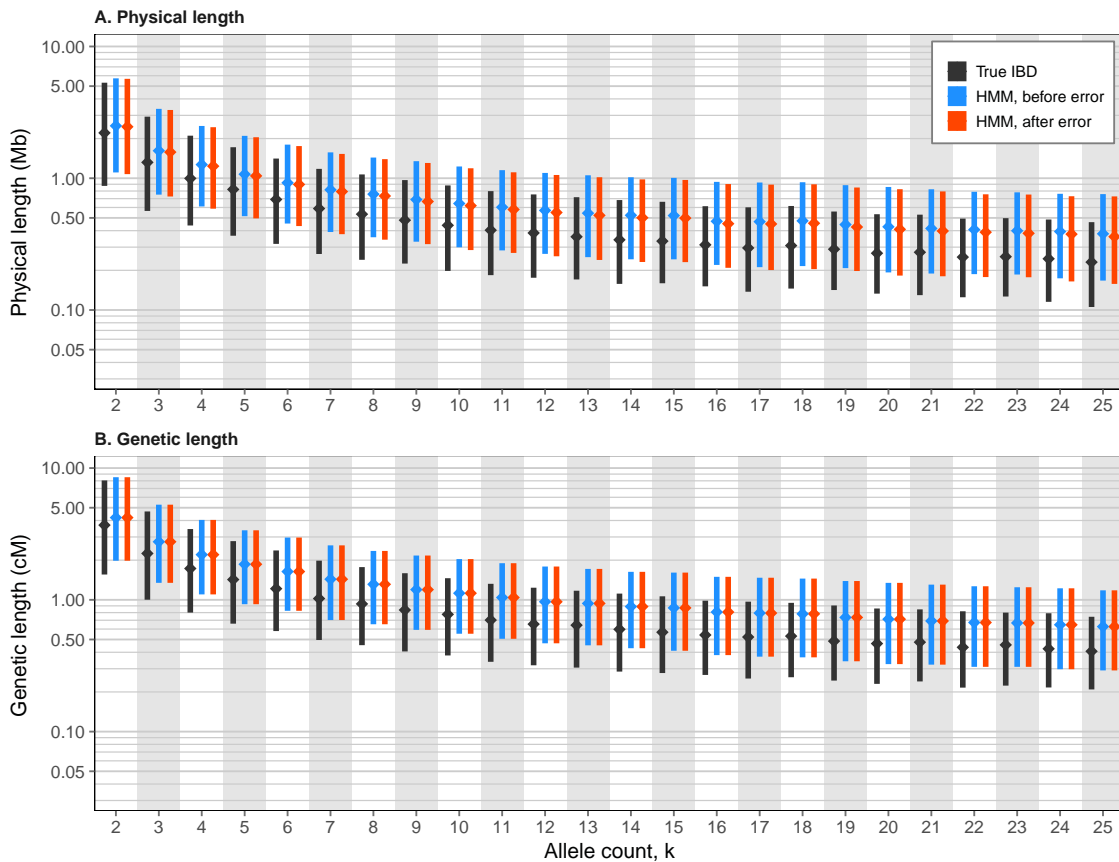 A. Physical length
Physical length (Mb)
10.00
5.00
1.00
0.50
0.10
0.05
True IBD
HMM, before error
HMM, after error
2 3 4 5 6 7 8 9 10 11 12 13 14 15 16 17 18 19 20 21 22 23 24 25
B. Genetic length
Genetic length (cM)
10.00
5.00
1.00
0.50
0.10
0.05
2 3 4 5 6 7 8 9 10 11 12 13 14 15 16 17 18 19 20 21 22 23 24 25
Allele count, k